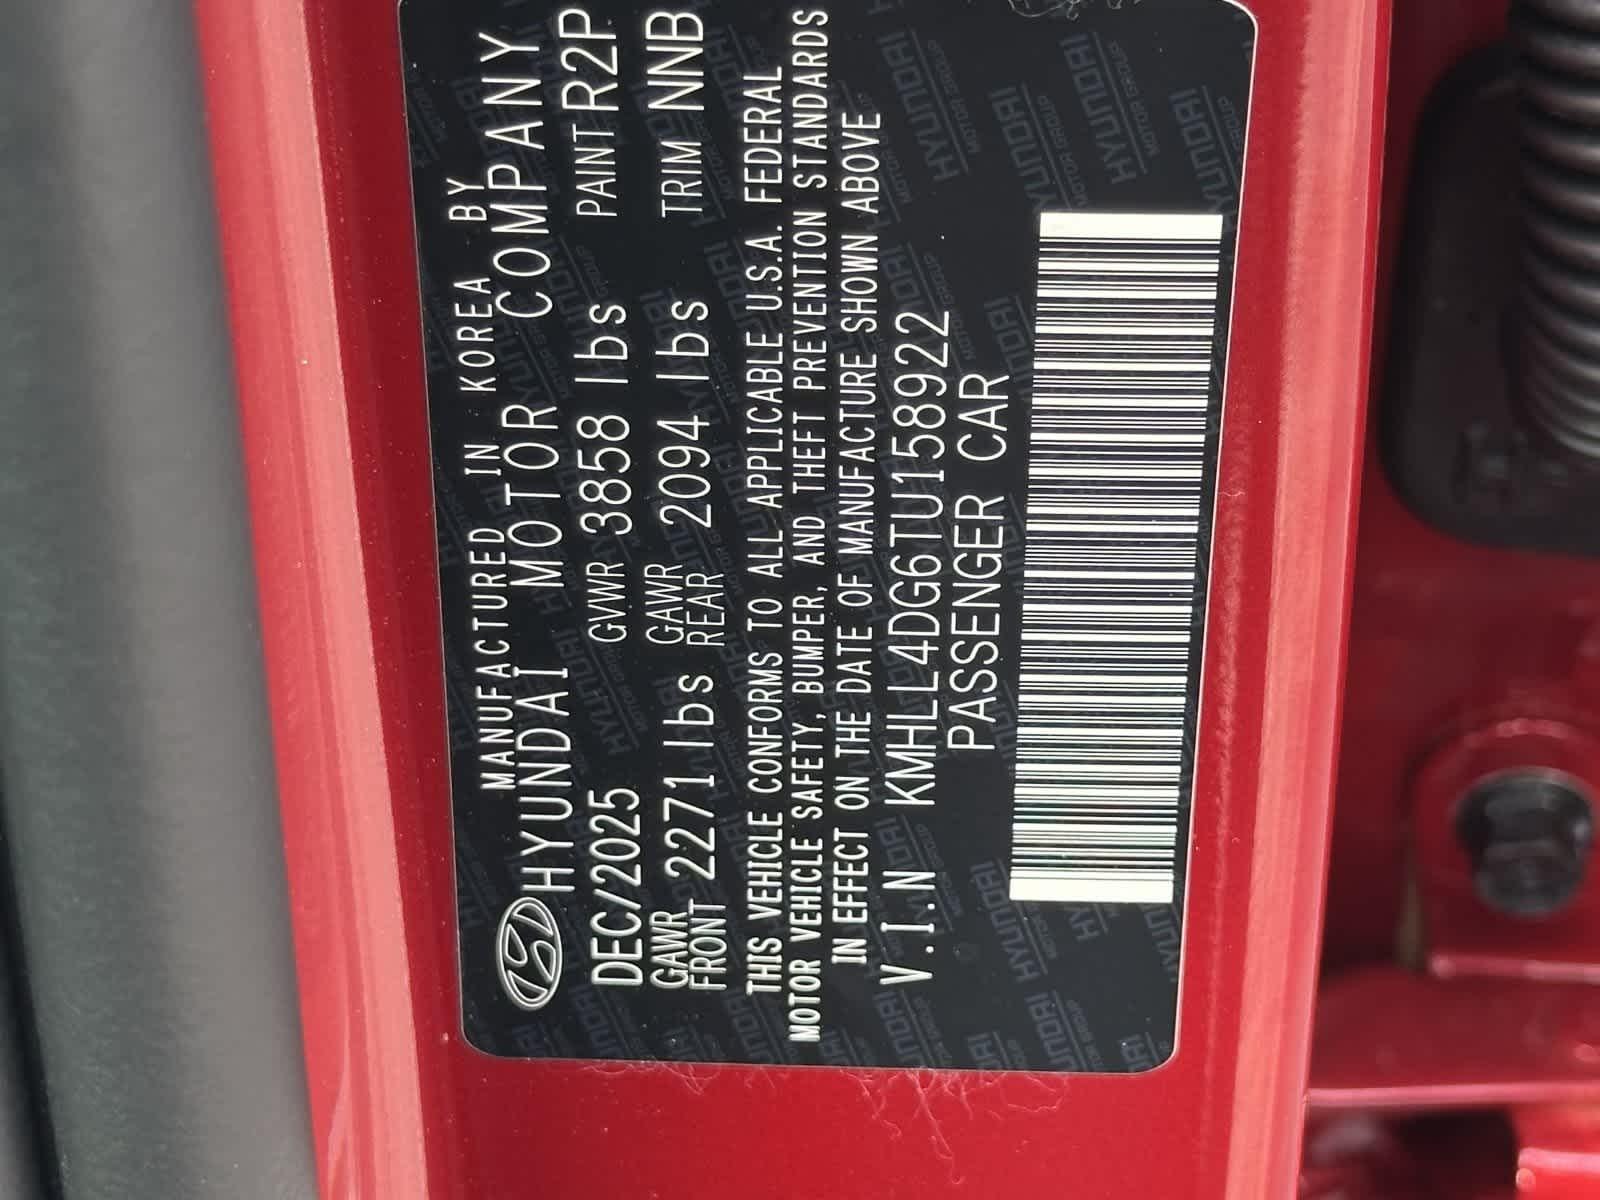 MANUFACTURED IN KOREA BY
HYUNDAI MOTOR COMPANY
DEC/2025 GVWR 3858 lbs PAINT R2P
GAWR FRONT 2271 lbs GAWR REAR 2094 lbs TRIM NNB
THIS VEHICLE CONFORMS TO ALL APPLICABLE U.S.A. FEDERAL
MOTOR VEHICLE SAFETY, BUMPER, AND THEFT PREVENTION STANDARDS
IN EFFECT ON THE DATE OF MANUFACTURE SHOWN ABOVE
V.I.N KMHLL4DG6TU158922
PASSENGER CAR